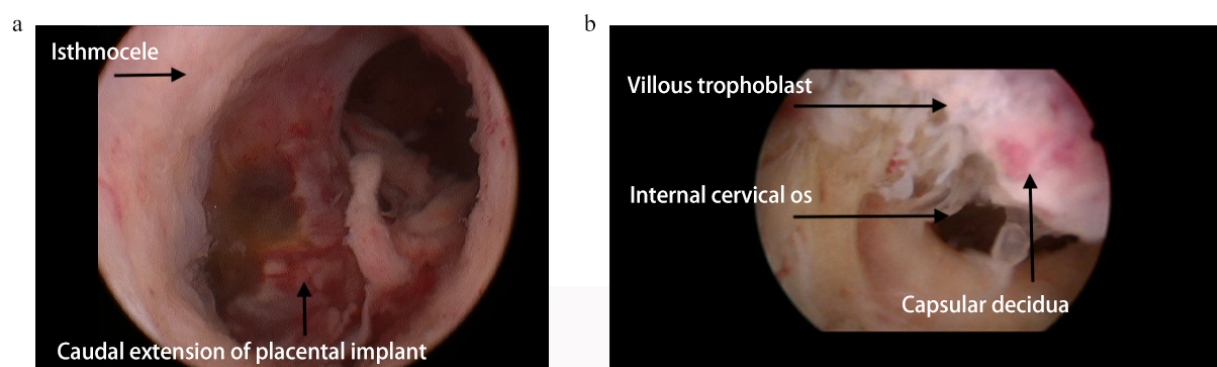 a
b
Isthmocele
Caudal extension of placental implant
Villous trophoblast
Internal cervical os
Capsular decidua